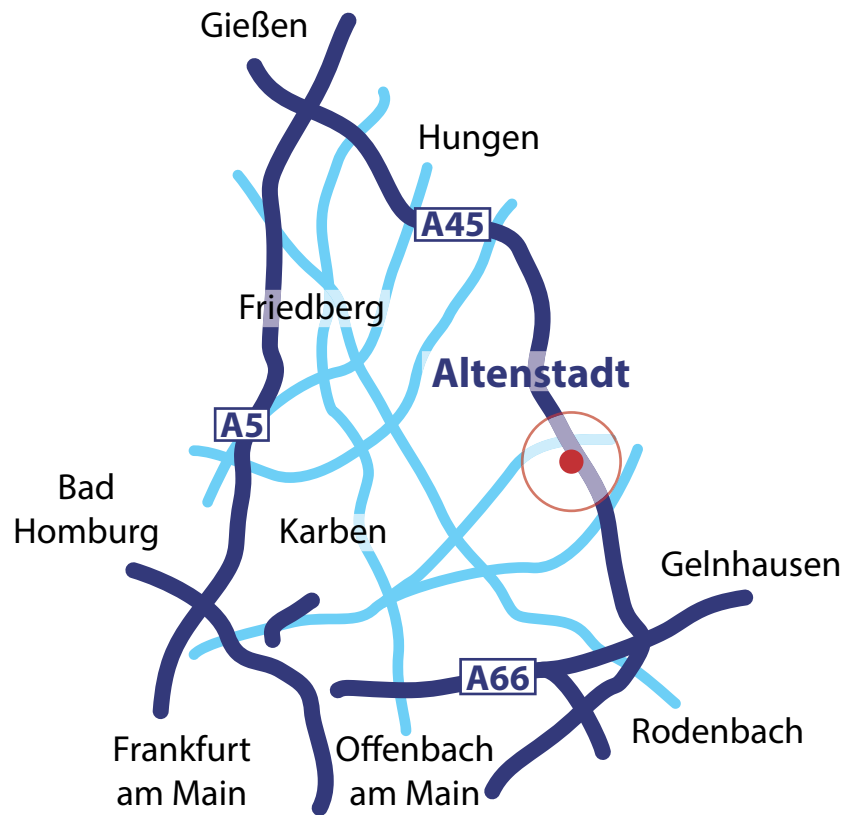 Gießen
Hungen
A45
Friedberg
Altenstadt
A5
Bad
Homburg
Karben
Gelnhausen
A66
Rodenbach
Frankfurt
am Main
Offenbach
am Main